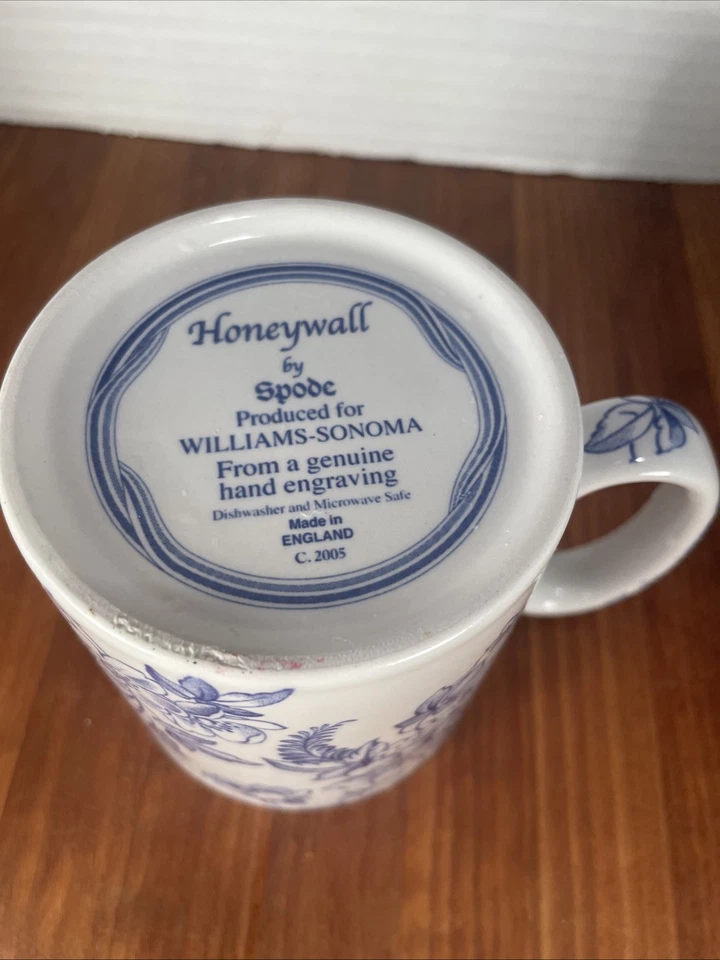 Honeywall
by
Spode
Produced for
WILLIAMS-SONOMA
From a genuine
hand engraving
Dishwasher and Microwave Safe
Made in
ENGLAND
C. 2005